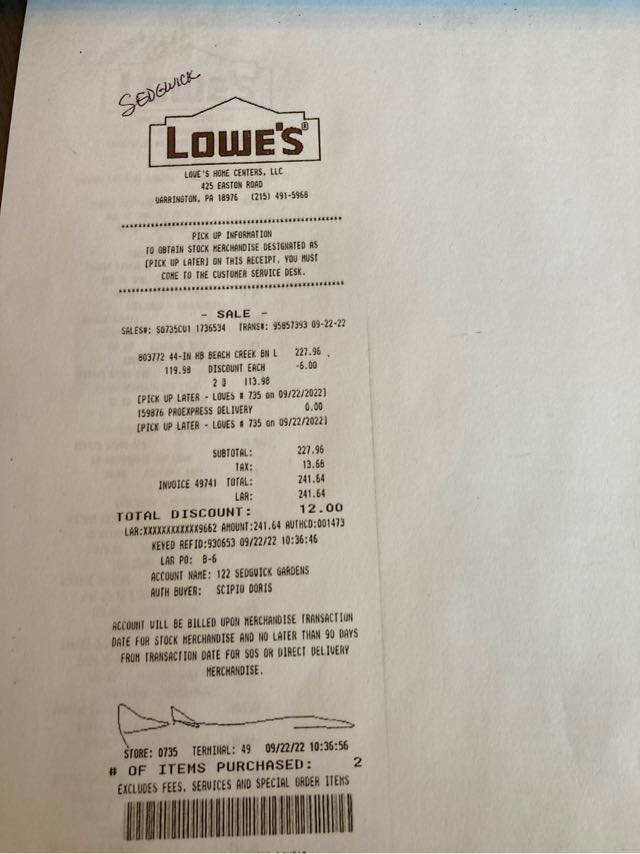 SEDGWICK
LOWE'S®
LOWE'S HOME CENTERS, LLC
425 EASTON ROAD
WARRINGTON, PA 18976 (215) 491-5968
PICK UP INFORMATION
TO OBTAIN STOCK MERCHANDISE DESIGNATED AS
[PICK UP LATER] ON THIS RECEIPT, YOU MUST
COME TO THE CUSTOMER SERVICE DESK.
- SALE -
SALES#: S0735CU1 1736534 TRANS#: 95857393 09-22-22
803772 44-IN HB BEACH CREEK BN L 227.96
119.98 DISCOUNT EACH -6.00
2 @ 113.98
[PICK UP LATER - LOWES # 735 on 09/22/2022]
159876 PROEXPRESS DELIVERY 0.00
[PICK UP LATER - LOWES # 735 on 09/22/2022]
SUBTOTAL: 227.96
TAX: 13.68
INVOICE 49741 TOTAL: 241.64
LAR: 241.64
TOTAL DISCOUNT: 12.00
LAR:XXXXXXXXXXXX9662 AMOUNT:241.64 AUTHCD:001473
KEYED REFID:930653 09/22/22 10:36:46
LAR PO: B-6
ACCOUNT NAME: 122 SEDGWICK GARDENS
AUTH BUYER: SCIPIO DORIS
ACCOUNT WILL BE BILLED UPON MERCHANDISE TRANSACTION
DATE FOR STOCK MERCHANDISE AND NO LATER THAN 90 DAYS
FROM TRANSACTION DATE FOR SOS OR DIRECT DELIVERY
MERCHANDISE.
STORE: 0735 TERMINAL: 49 09/22/22 10:36:56
# OF ITEMS PURCHASED: 2
EXCLUDES FEES, SERVICES AND SPECIAL ORDER ITEMS